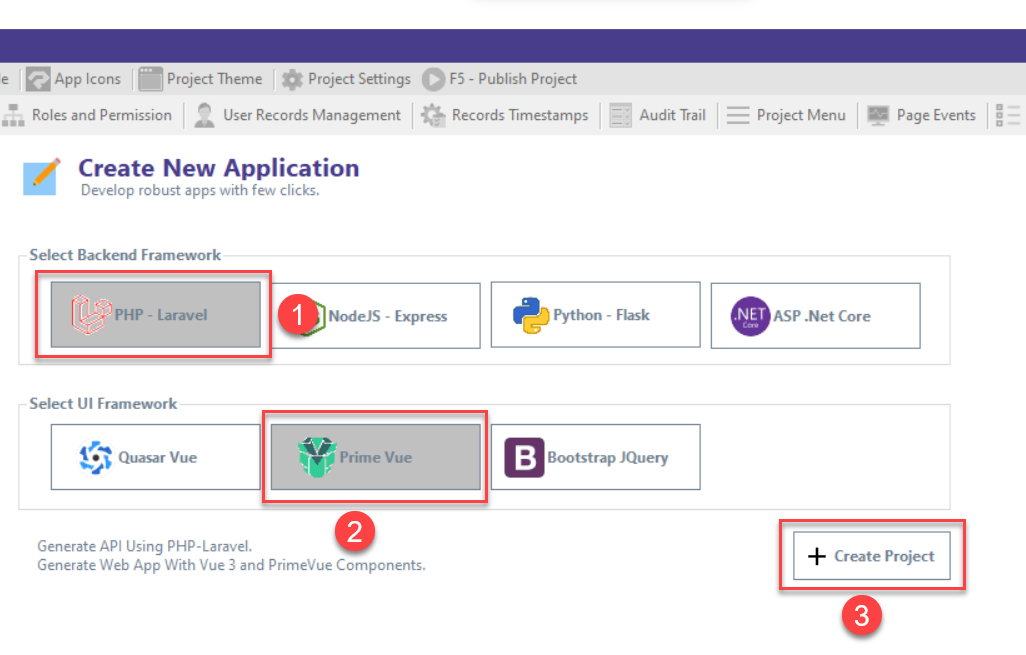 App Icons Project Theme Project Settings F5 - Publish Project
Roles and Permission User Records Management Records Timestamps Audit Trail Project Menu Page Events
Create New Application
Develop robust apps with few clicks.
Select Backend Framework
PHP - Laravel 1 NodeJS - Express Python - Flask .NET Core ASP .Net Core
Select UI Framework
Quasar Vue Prime Vue B Bootstrap JQuery
2
Generate API Using PHP-Laravel.
Generate Web App With Vue 3 and PrimeVue Components.
+ Create Project
3